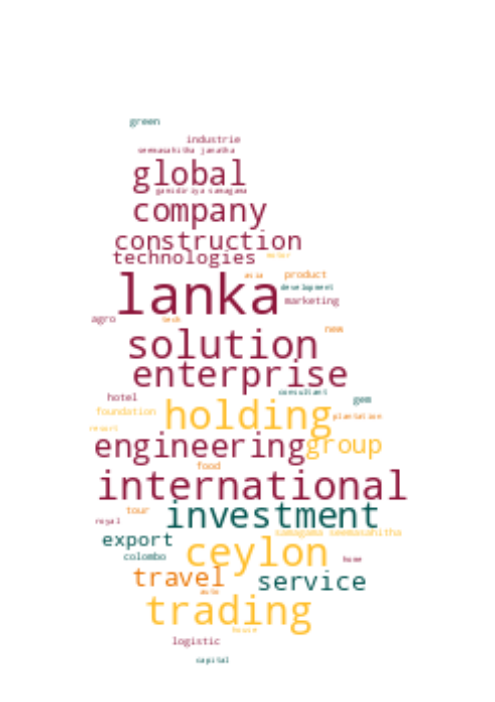 green
industrie
seemasahitha janatha
global
gamidiriya samagama
company
construction
technologies motor
asia product
development
lanka
marketing
agro tech
new
solution
enterprise
consultant
hotel gem
foundation holding plantation
resort
engineering group
food
international
tour investment
royal
samagama seemasahitha
export
colombo ceylon home
travel service
auto
trading
house
logistic
capital